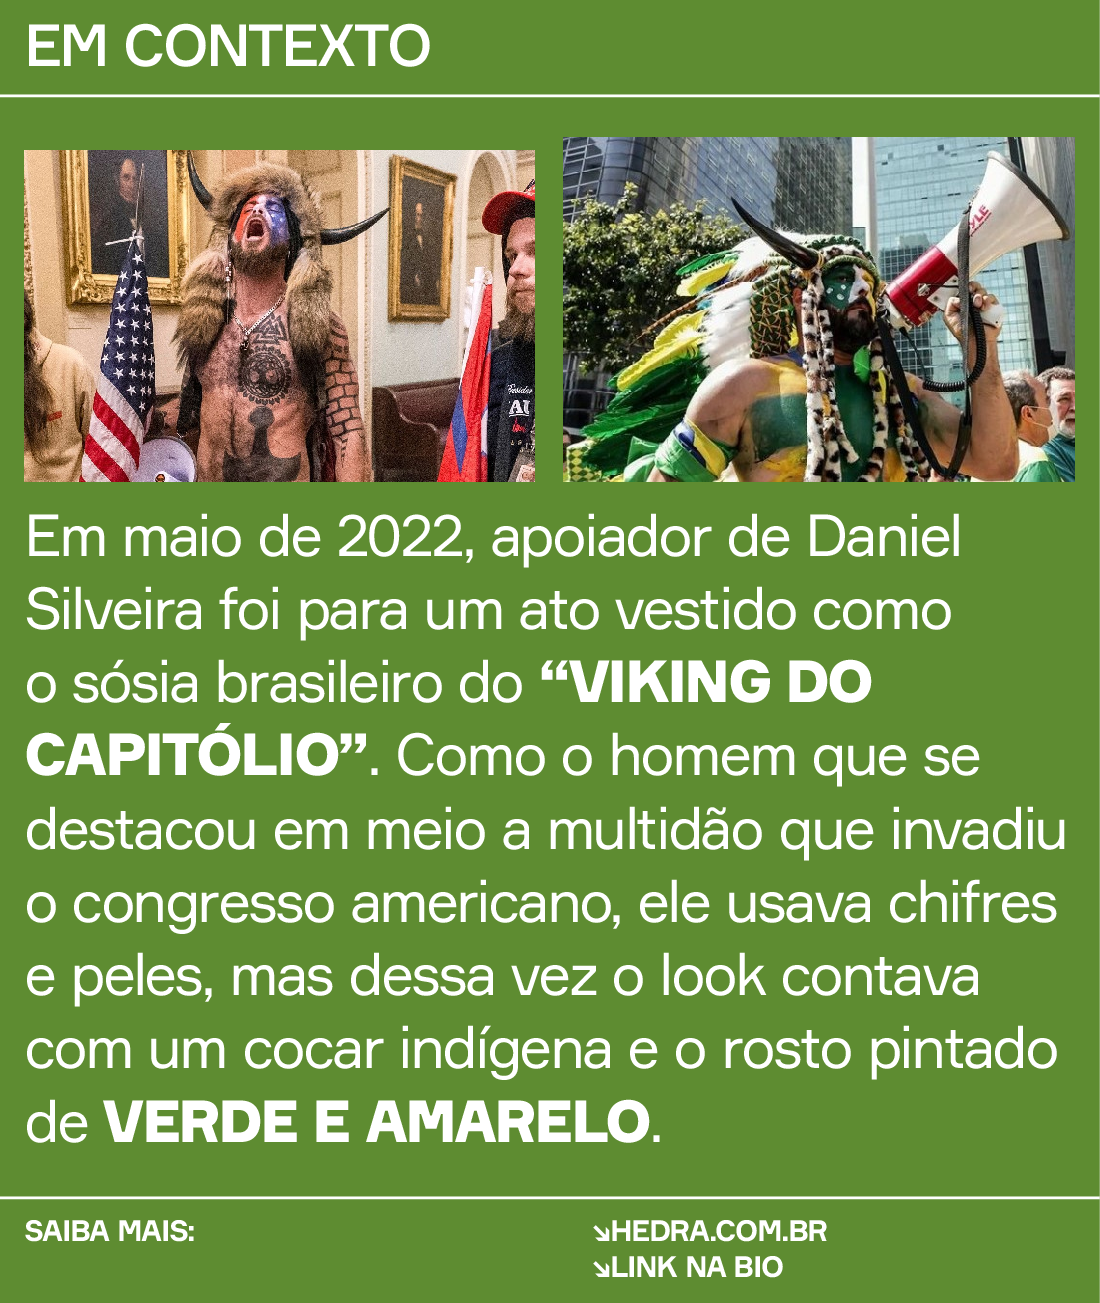 EM CONTEXTO
Em maio de 2022, apoiador de Daniel
Silveira foi para um ato vestido como
o sósia brasileiro do “VIKING DO
CAPITÓLIO”. Como o homem que se
destacou em meio a multidão que invadiu
o congresso americano, ele usava chifres
e peles, mas dessa vez o look contava
com um cocar indígena e o rosto pintado
de VERDE E AMARELO.
SAIBA MAIS:
↘HEDRA.COM.BR
↘LINK NA BIO